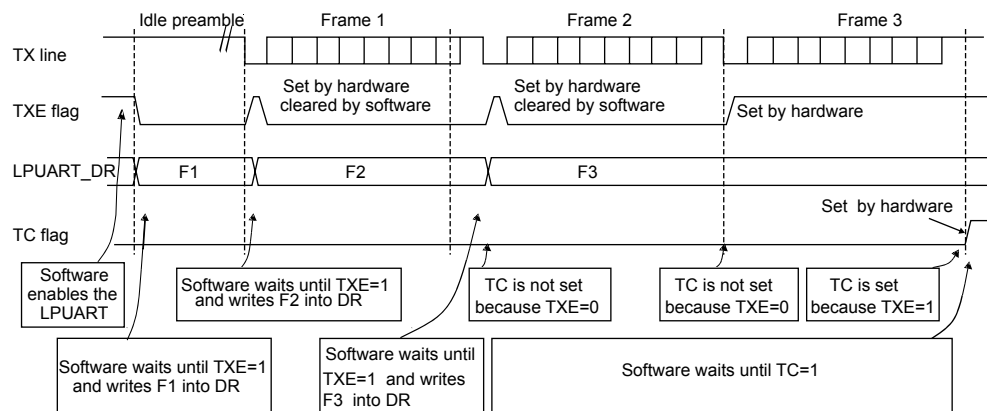 Idle preamble
Frame 1
Frame 2
Frame 3
TX line
Set by hardware
cleared by software
Set by hardware
cleared by software
TXE flag
Set by hardware
LPUART_DR
F1
F2
F3
Set by hardware
TC flag
Software
enables the
LPUART
Software waits until TXE=1
and writes F2 into DR
TC is not set
because TXE=0
TC is not set
because TXE=0
TC is set
because TXE=1
Software waits until TXE=1
and writes F1 into DR
Software waits until
TXE=1 and writes
F3 into DR
Software waits until TC=1